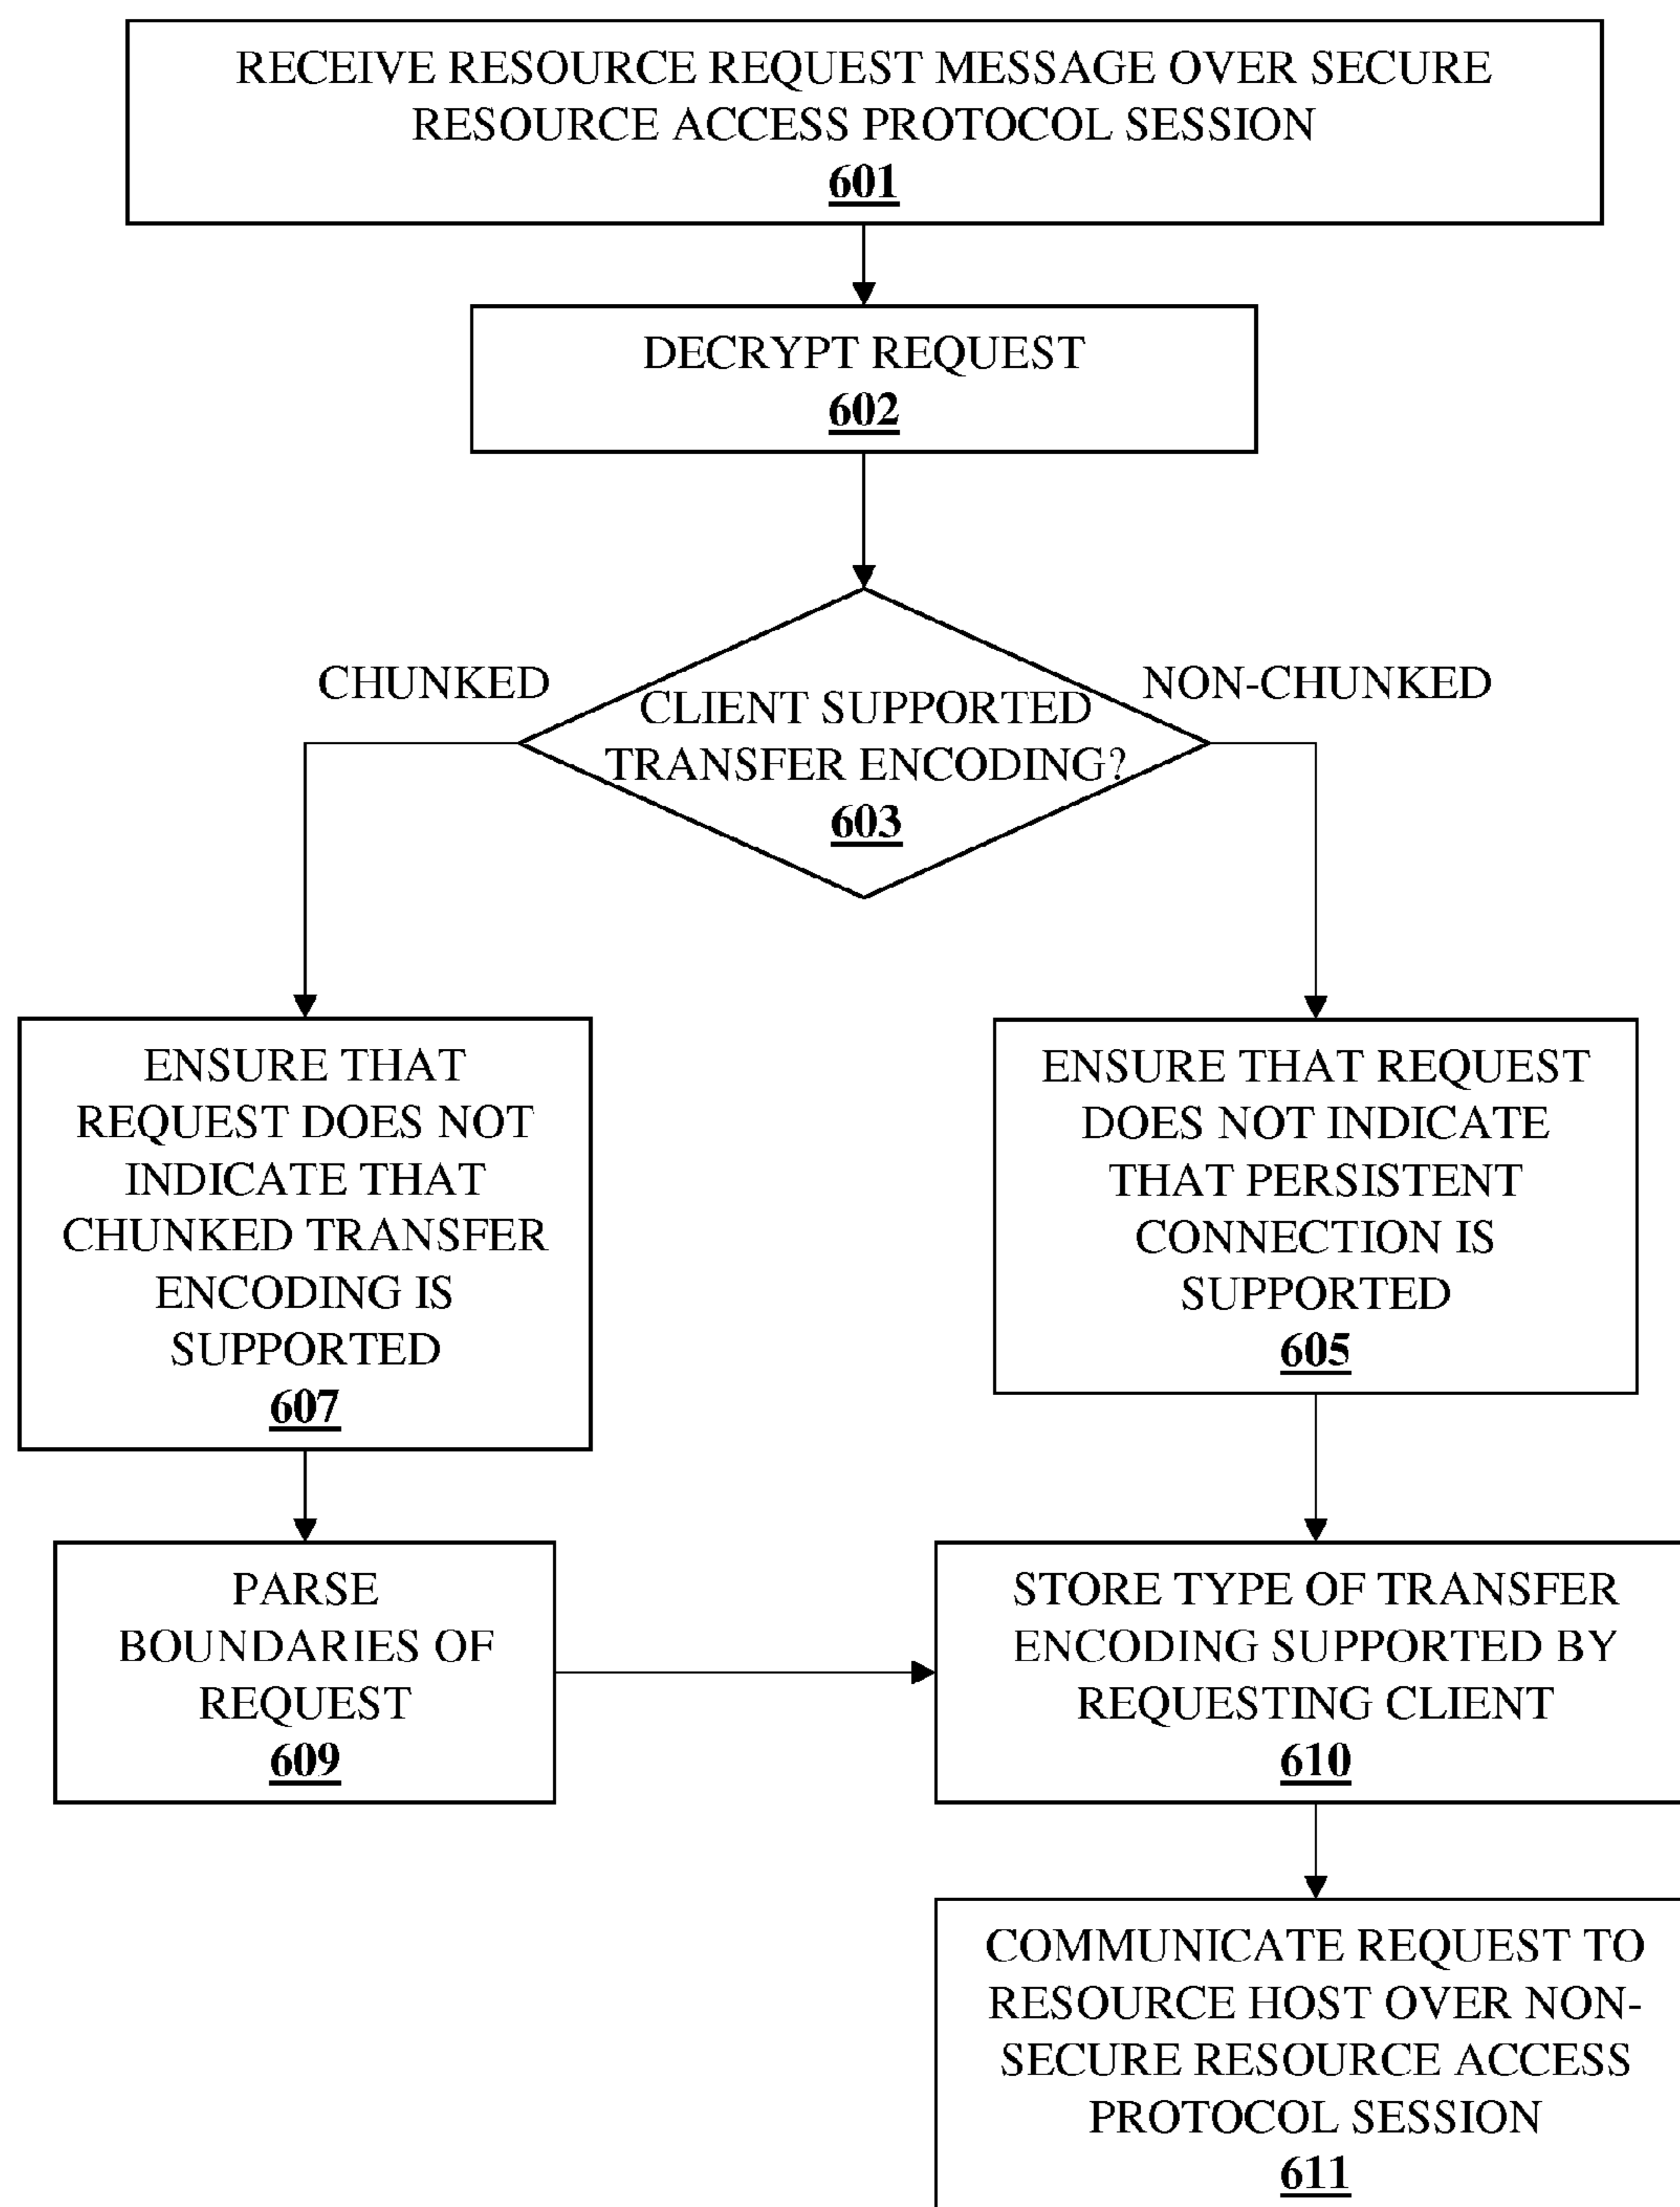 RECEIVE RESOURCE REQUEST MESSAGE OVER SECURE
RESOURCE ACCESS PROTOCOL SESSION
601
DECRYPT REQUEST
602
CHUNKED
NON-CHUNKED
CLIENT SUPPORTED
TRANSFER ENCODING?
603
ENSURE THAT
REQUEST DOES NOT
INDICATE THAT
CHUNKED TRANSFER
ENCODING IS
SUPPORTED
607
ENSURE THAT REQUEST
DOES NOT INDICATE
THAT PERSISTENT
CONNECTION IS
SUPPORTED
605
PARSE
BOUNDARIES OF
REQUEST
609
STORE TYPE OF TRANSFER
ENCODING SUPPORTED BY
REQUESTING CLIENT
610
COMMUNICATE REQUEST TO
RESOURCE HOST OVER NON-
SECURE RESOURCE ACCESS
PROTOCOL SESSION
611